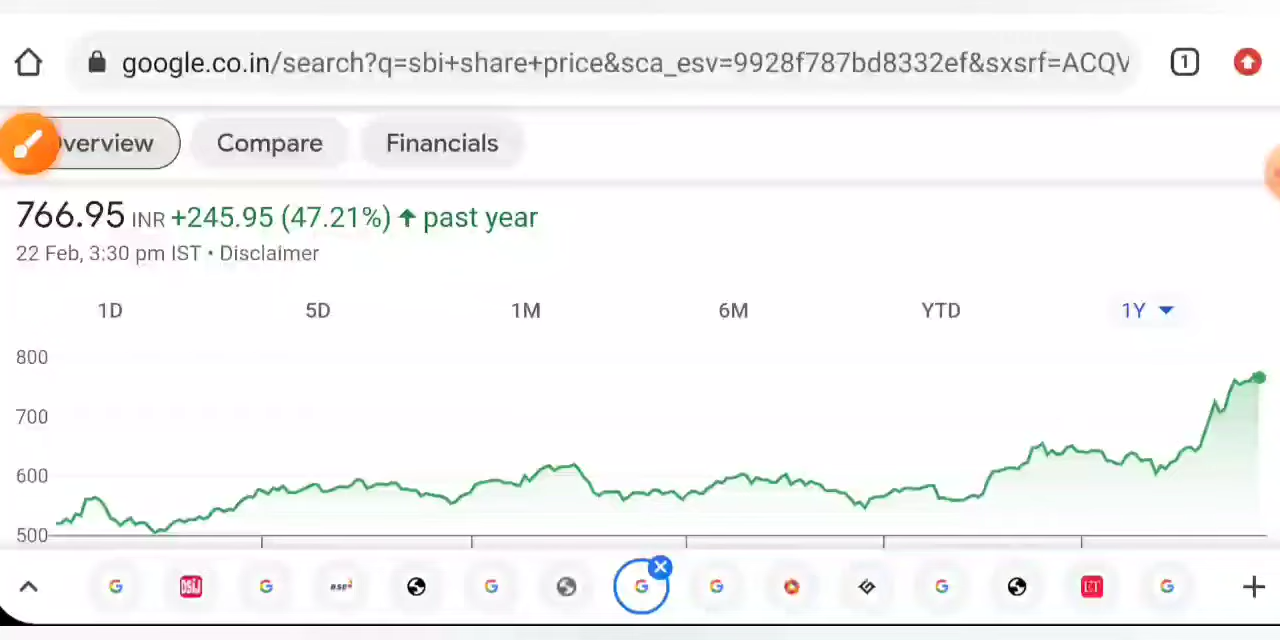 google.co.in/search?q=sbi+share+price&sca_esv=9928f787bd8332ef&sxsrf=ACQV
1
verview
Compare
Financials
766.95 INR +245.95 (47.21%) ↑ past year
22 Feb, 3:30 pm IST • Disclaimer
1D 5D 1M 6M YTD 1Y
800
700
600
500
G DSIJ G G G G G ET G